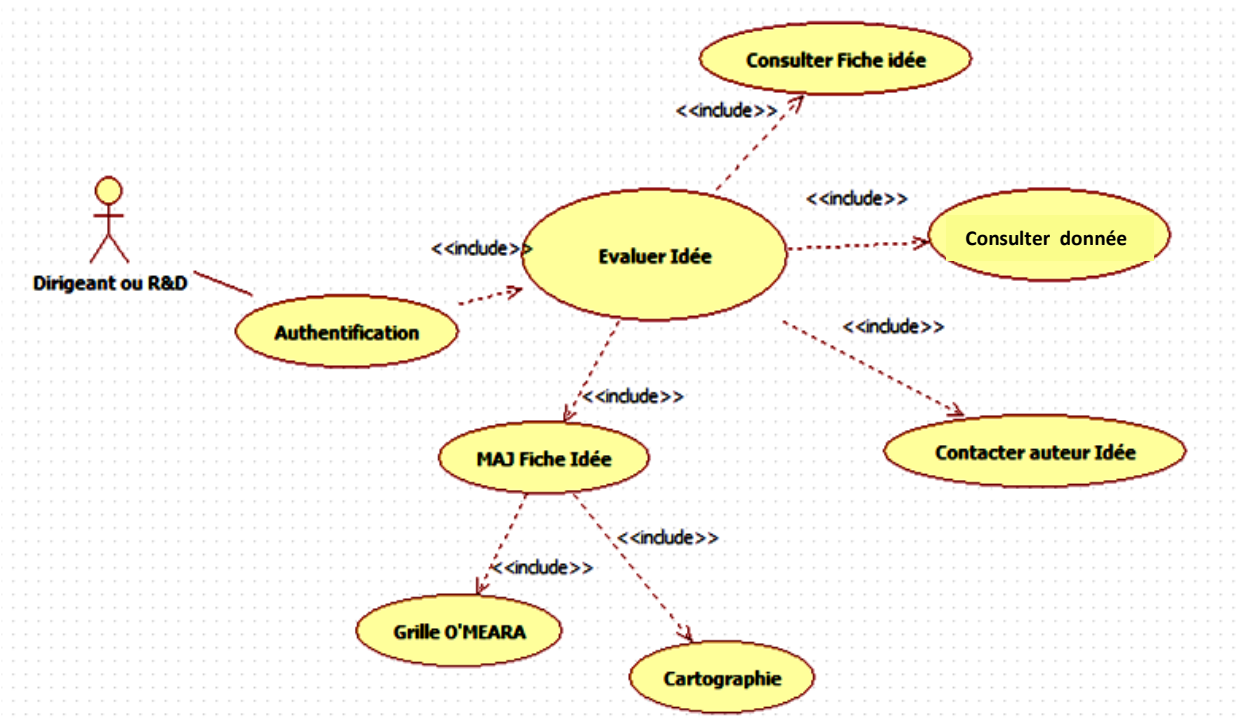 Consulter Fiche idée
<<include>>
<<include>>
Consulter donnée
<<include>>
Evaluer Idée
Dirigeant ou R&D
Authentification
<<include>>
<<include>>
MAJ Fiche Idée
Contacter auteur Idée
<<include>>
<<include>>
Grille O'MEARA
Cartographie